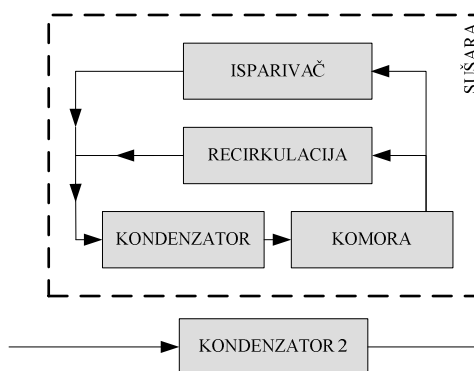 SUŠARA
ISPARIVAČ
RECIRKULACIJA
KONDENZATOR
KOMORA
KONDENZATOR 2